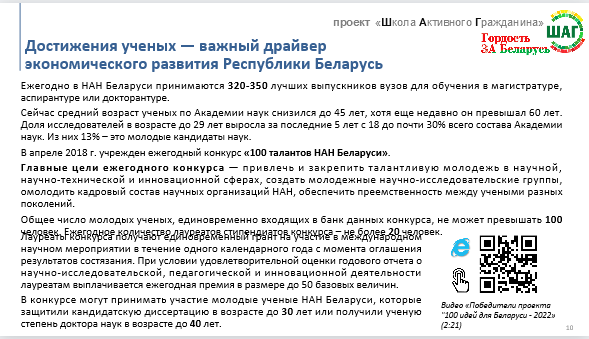 проект «Школа Активного Гражданина»
Гордость
ЗА Беларусь
ШАГ
Достижения ученых — важный драйвер
экономического развития Республики Беларусь
Ежегодно в НАН Беларуси принимаются 320-350 лучших выпускников вузов для обучения в магистратуре,
аспирантуре или докторантуре.
Сейчас средний возраст ученых по Академии наук снизился до 45 лет, хотя еще недавно он превышал 60 лет.
Доля исследователей в возрасте до 29 лет выросла за последние 5 лет с 18 до почти 30% всего состава Академии
наук. Из них 13% – это молодые кандидаты наук.
В апреле 2018 г. учрежден ежегодный конкурс «100 талантов НАН Беларуси».
Главные цели ежегодного конкурса — привлечь и закрепить талантливую молодежь в научной,
научно-технической и инновационной сферах, создать молодежные научно-исследовательские группы,
омолодить кадровый состав научных организаций НАН, обеспечить преемственность между учеными разных
поколений.
Общее число молодых ученых, единовременно входящих в банк данных конкурса, не может превышать 100
человек. Ежегодное количество лауреатов стипендиатов конкурса – не более 20 человек.
Лауреаты конкурса получают единовременный грант на участие в международном
научном мероприятии в течение одного календарного года с момента оглашения
результатов состязания. При условии удовлетворительной оценки годового отчета о
научно-исследовательской, педагогической и инновационной деятельности
лауреатам выплачивается ежегодная премия в размере до 50 базовых величин.
В конкурсе могут принимать участие молодые ученые НАН Беларуси, которые
защитили кандидатскую диссертацию в возрасте до 30 лет или получили ученую
степень доктора наук в возрасте до 40 лет.
Видео «Победители проекта
"100 идей для Беларуси - 2022»
(2:21)
10